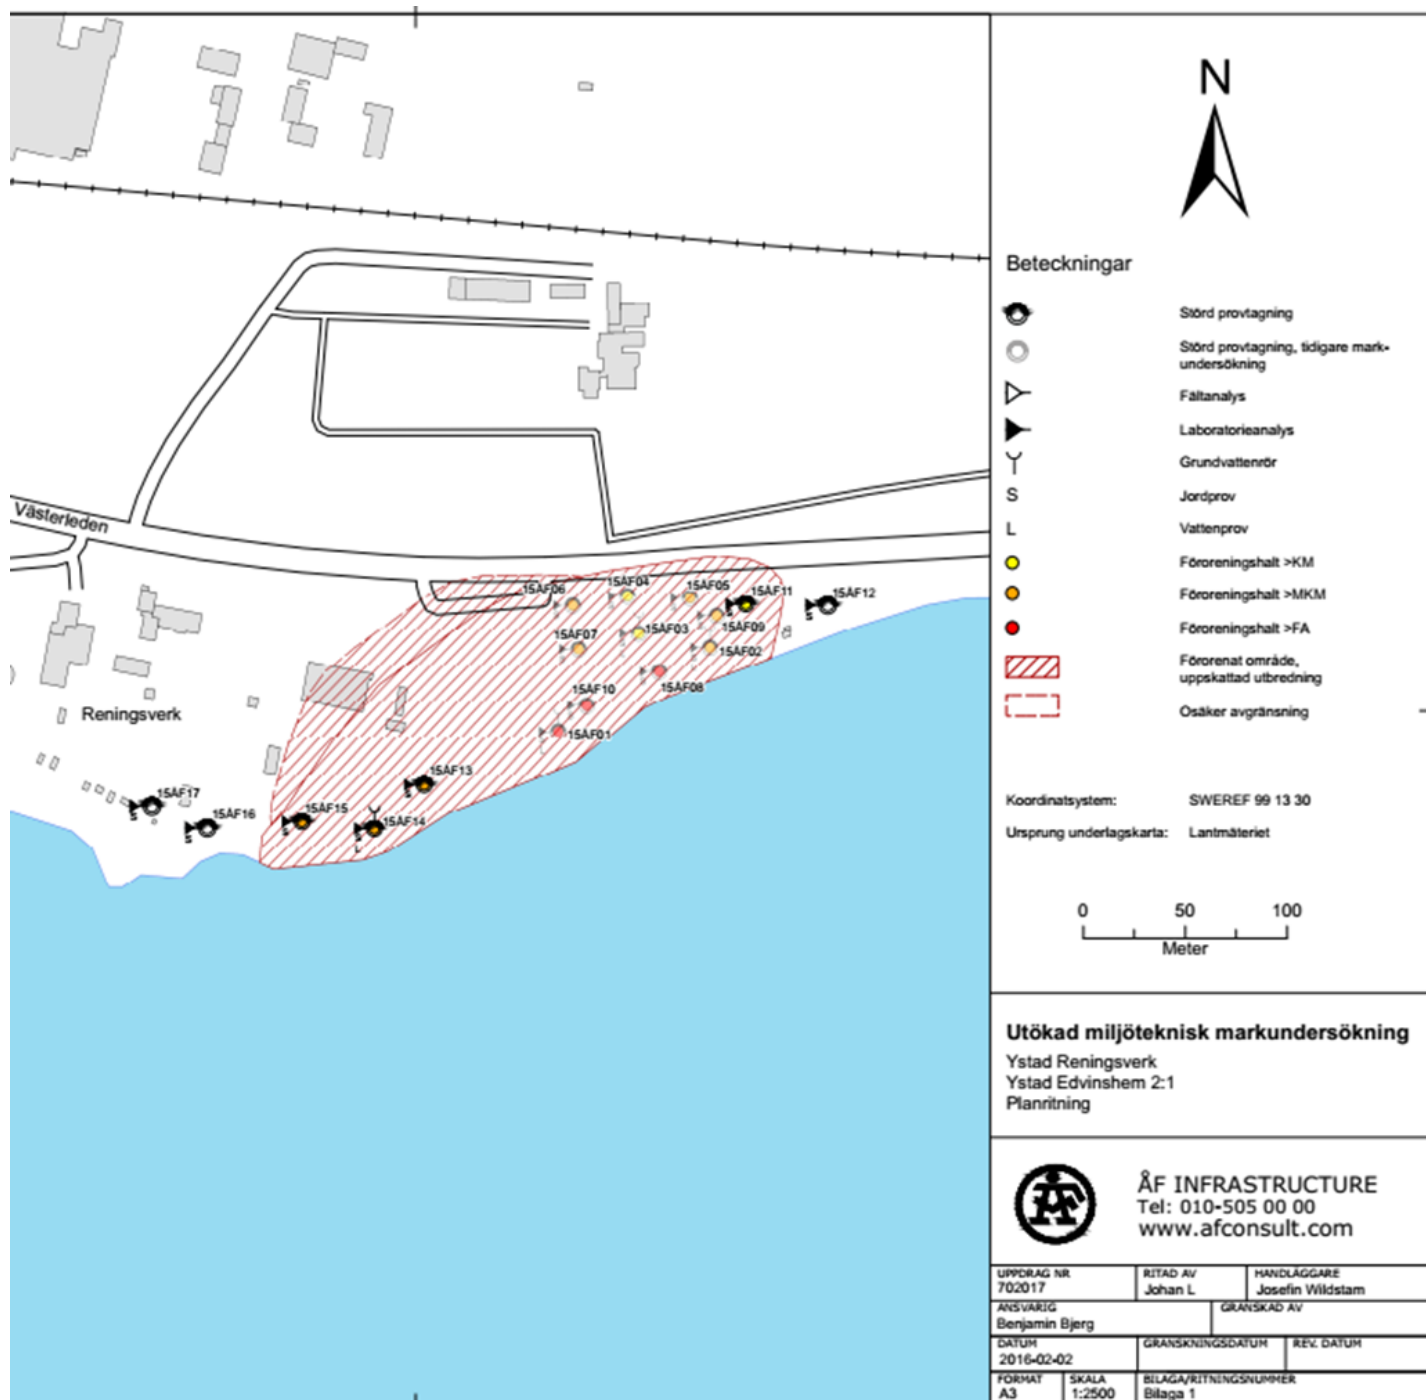 Västerleden
15ÅF06
15ÅF04
15ÅF05
15ÅF11
15ÅF12
15ÅF09
15ÅF07
15ÅF03
15ÅF02
15ÅF10
15ÅF08
15ÅF01
Reningsverk
15ÅF13
15ÅF17
15ÅF16
15ÅF15
15ÅF14
L
N
Beteckningar
Störd provtagning
Störd provtagning, tidigare mark-
undersökning
Fältanalys
Laboratorieanalys
Grundvattenrör
S Jordprov
L Vattenprov
Föroreningshalt >KM
Föroreningshalt >MKM
Föroreningshalt >FA
Förorenat område,
uppskattad utbredning
Osäker avgränsning
Koordinatsystem: SWEREF 99 13 30
Ursprung underlagskarta: Lantmäteriet
0 50 100
Meter
Utökad miljöteknisk markundersökning
Ystad Reningsverk
Ystad Edvinshem 2:1
Planritning
ÅF
ÅF INFRASTRUCTURE
Tel: 010-505 00 00
www.afconsult.com
UPPDRAG NR RITAD AV HANDLÄGGARE
702017 Johan L Josefin Wildstam
ANSVARIG GRANSKAD AV
Benjamin Bjerg
DATUM GRANSKNINGSDATUM REV. DATUM
2016-02-02
FORMAT SKALA BILAGA/RITNINGSNUMMER
A3 1:2500 Bilaga 1